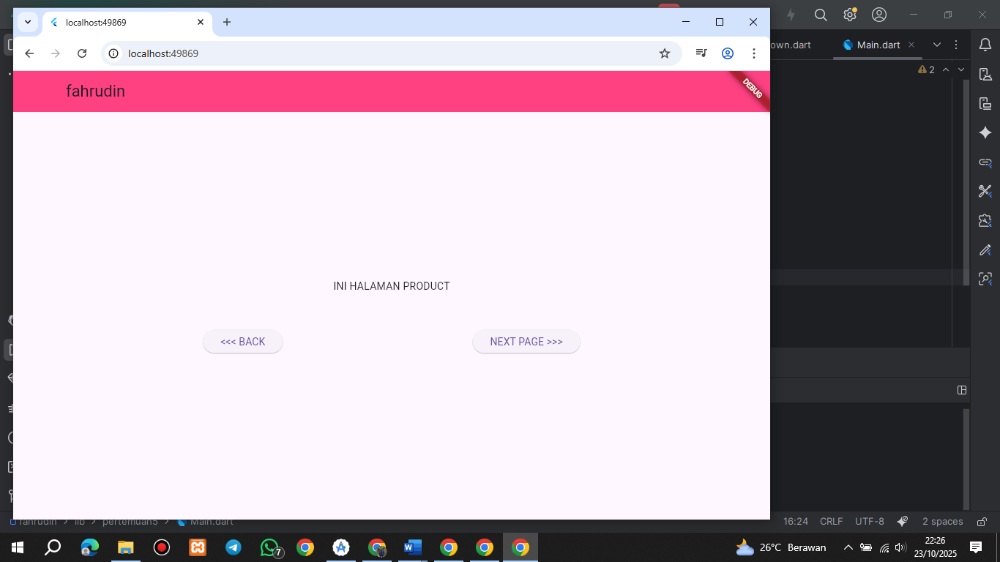 localhost:49869
own.dart
Main.dart
localhost:49869
2
fahrudin
DEBUG
INI HALAMAN PRODUCT
<<< BACK
NEXT PAGE >>>
fahrudin > lib > pertemuan5 > Main.dart
16:24 CRLF UTF-8 2 spaces
7
26°C Berawan
22:26
23/10/2025